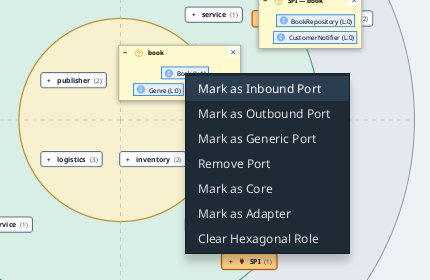 + service (1)
(2)
− SPI — book ✕
BookRepository (L:0)
CustomerNotifier (L:0)
− book ✕
Genre (L:0)
+ publisher (2)
+ logistics (3)
+ inventory (2)
Mark as Inbound Port
Mark as Outbound Port
Mark as Generic Port
Remove Port
Mark as Core
Mark as Adapter
Clear Hexagonal Role
(1)
+ SPI (1)